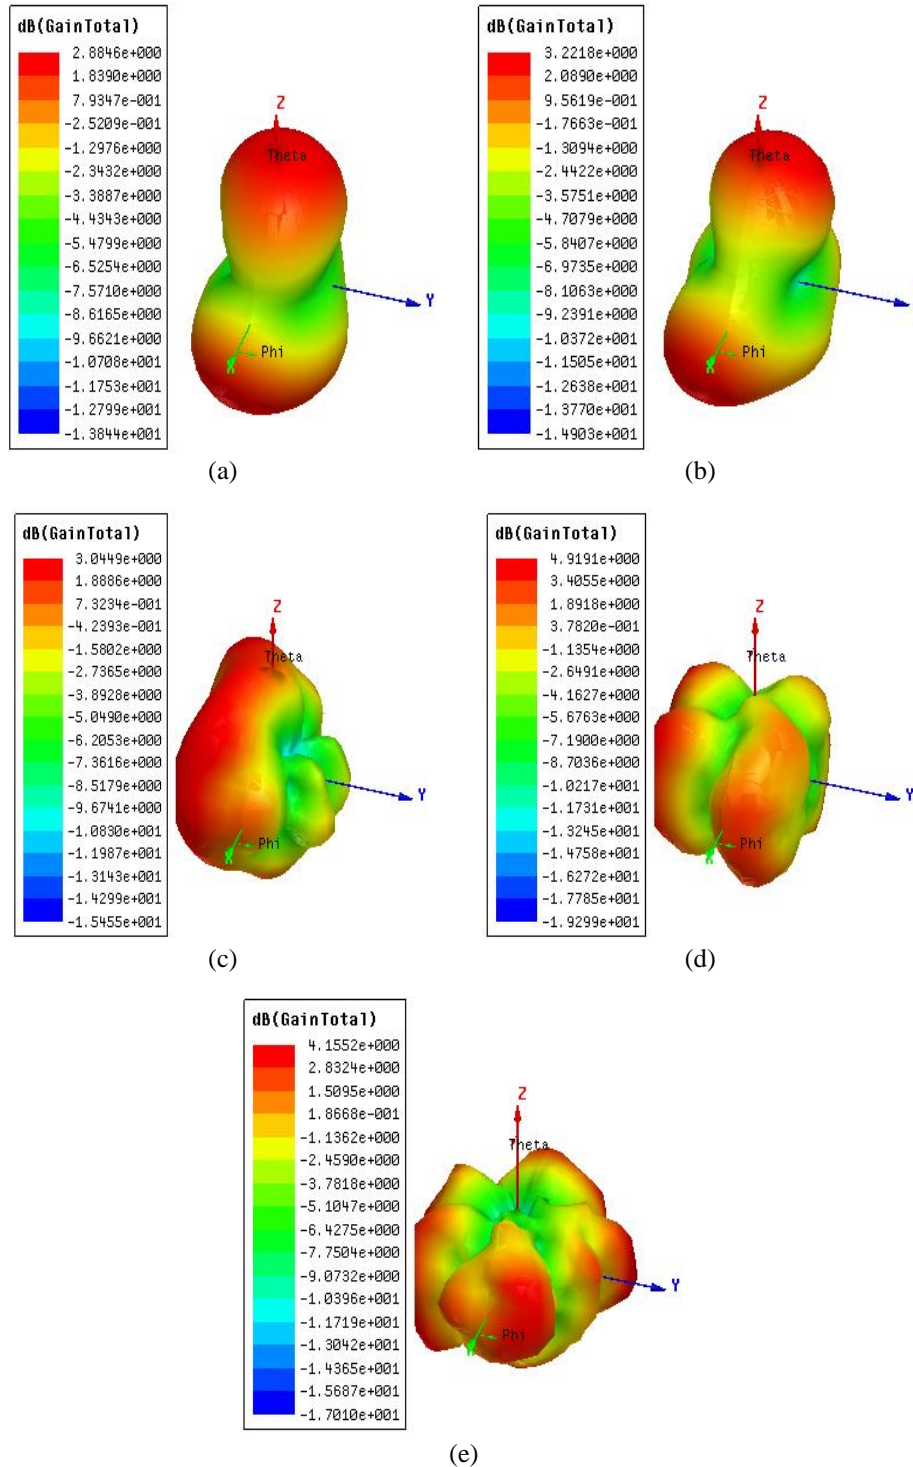 dB(GainTotal)
2.8846e+000
1.8390e+000
7.9347e-001
-2.5209e-001
-1.2976e+000
-2.3432e+000
-3.3887e+000
-4.4343e+000
-5.4799e+000
-6.5254e+000
-7.5710e+000
-8.6165e+000
-9.6621e+000
-1.0708e+001
-1.1753e+001
-1.2799e+001
-1.3844e+001
Z
Theta
Y
Phi
X
(a)
dB(GainTotal)
3.2218e+000
2.0890e+000
9.5619e-001
-1.7663e-001
-1.3094e+000
-2.4422e+000
-3.5751e+000
-4.7079e+000
-5.8407e+000
-6.9735e+000
-8.1063e+000
-9.2391e+000
-1.0372e+001
-1.1505e+001
-1.2638e+001
-1.3770e+001
-1.4903e+001
Z
Theta
Phi
X
(b)
dB(GainTotal)
3.0449e+000
1.8886e+000
7.3234e-001
-4.2393e-001
-1.5802e+000
-2.7365e+000
-3.8928e+000
-5.0490e+000
-6.2053e+000
-7.3616e+000
-8.5179e+000
-9.6741e+000
-1.0830e+001
-1.1987e+001
-1.3143e+001
-1.4299e+001
-1.5455e+001
Z
Theta
Y
Phi
X
(c)
dB(GainTotal)
4.9191e+000
3.4055e+000
1.8918e+000
3.7820e-001
-1.1354e+000
-2.6491e+000
-4.1627e+000
-5.6763e+000
-7.1900e+000
-8.7036e+000
-1.0217e+001
-1.1731e+001
-1.3245e+001
-1.4758e+001
-1.6272e+001
-1.7785e+001
-1.9299e+001
Z
Theta
Y
Phi
X
(d)
dB(GainTotal)
4.1552e+000
2.8324e+000
1.5095e+000
1.8668e-001
-1.1362e+000
-2.4590e+000
-3.7818e+000
-5.1047e+000
-6.4275e+000
-7.7504e+000
-9.0732e+000
-1.0396e+001
-1.1719e+001
-1.3042e+001
-1.4365e+001
-1.5687e+001
-1.7010e+001
Z
Theta
Y
Phi
X
(e)